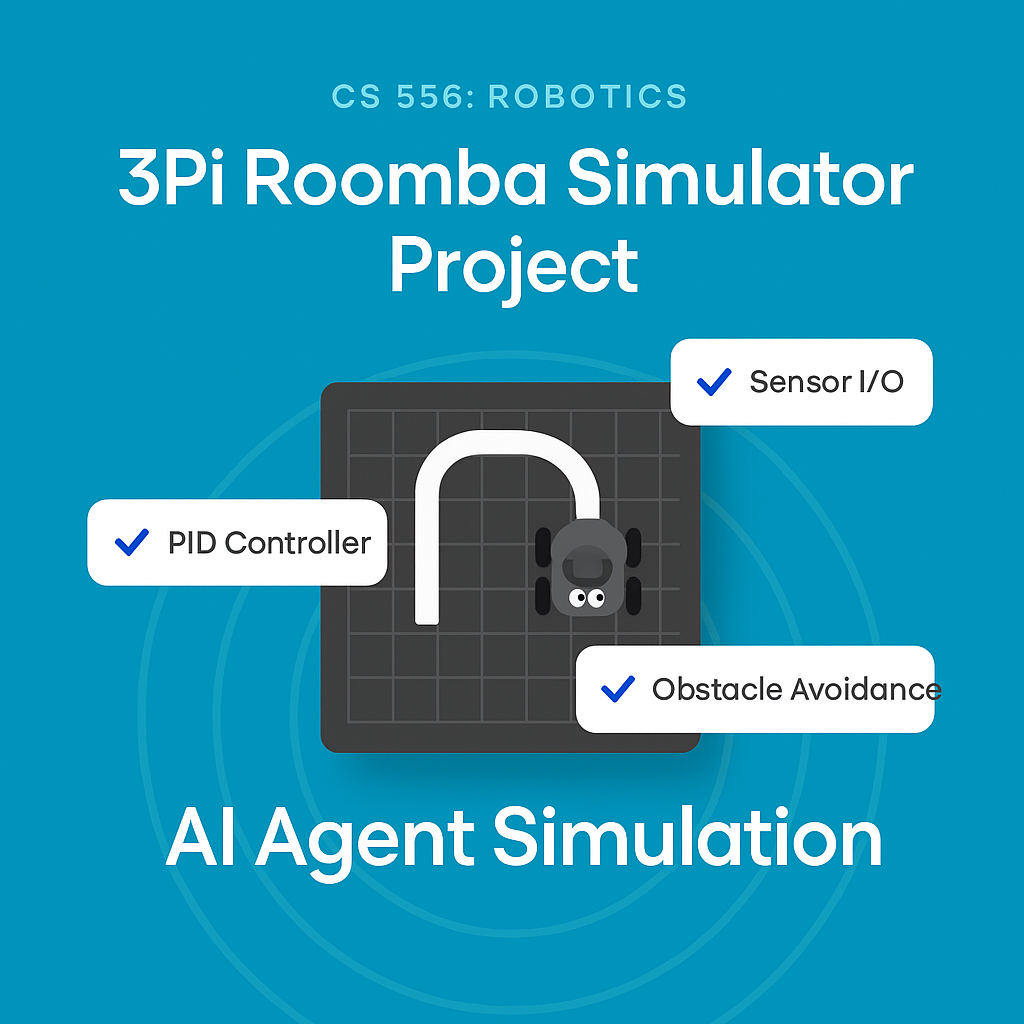 CS 556: ROBOTICS
3Pi Roomba Simulator
Project
Sensor I/O
PID Controller
Obstacle Avoidance
AI Agent Simulation